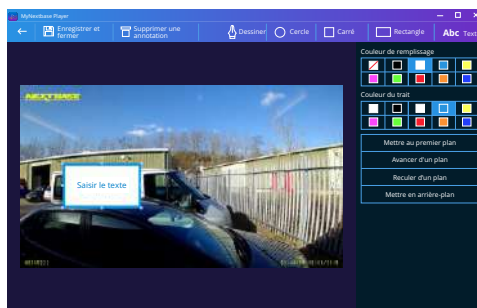 MyNextbase Player
Enregistrer et fermer
Supprimer une annotation
Dessiner
Cercle
Carré
Rectangle
Abc Text
Couleur de remplissage
Couleur du trait
Mettre au premier plan
Avancer d'un plan
Reculer d'un plan
Mettre en arrière-plan
NEXTBASE
Saisir le texte